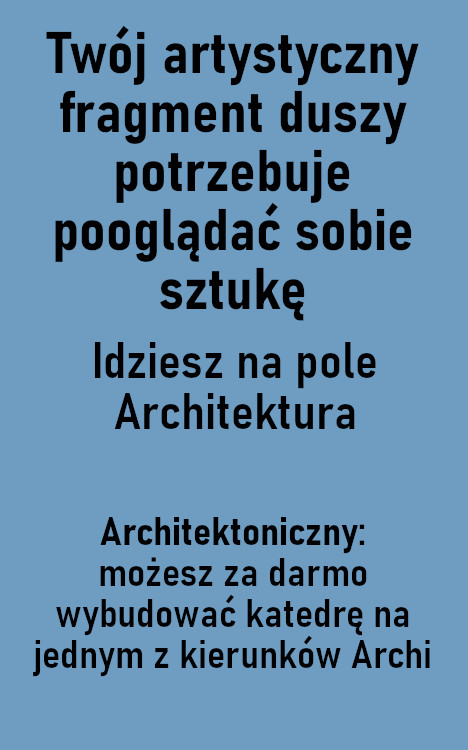 Twój artystyczny
fragment duszy
potrzebuje
pooglądać sobie
sztukę
Idziesz na pole
Architektura
Architektoniczny:
możesz za darmo
wybudować katedrę na
jednym z kierunków Archi